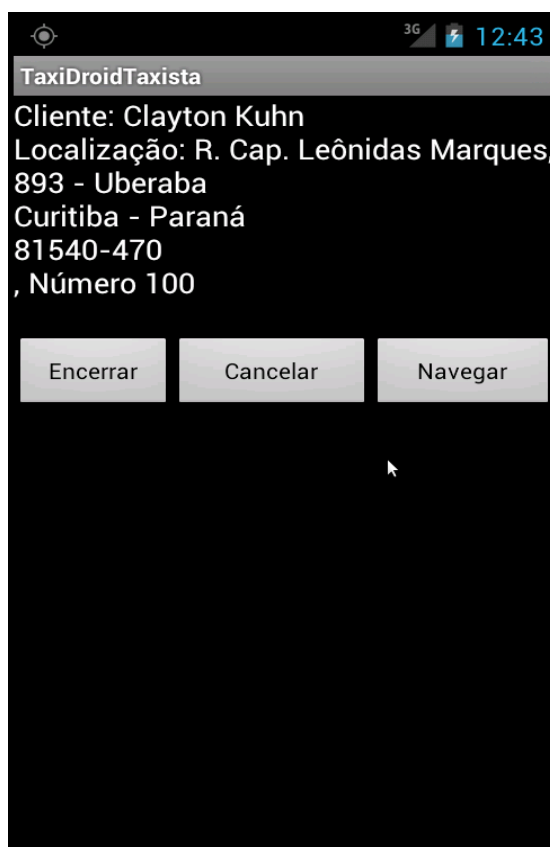 3G 12:43
TaxiDroidTaxista
Cliente: Clayton Kuhn
Localização: R. Cap. Leônidas Marques,
893 - Uberaba
Curitiba - Paraná
81540-470
, Número 100
Encerrar Cancelar Navegar